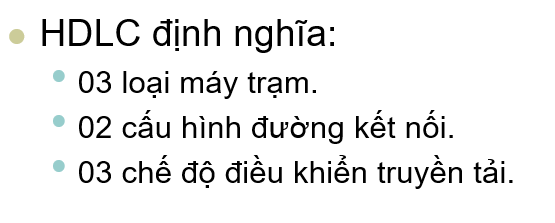 HDLC định nghĩa:
03 loại máy trạm.
02 cấu hình đường kết nối.
03 chế độ điều khiển truyền tải.